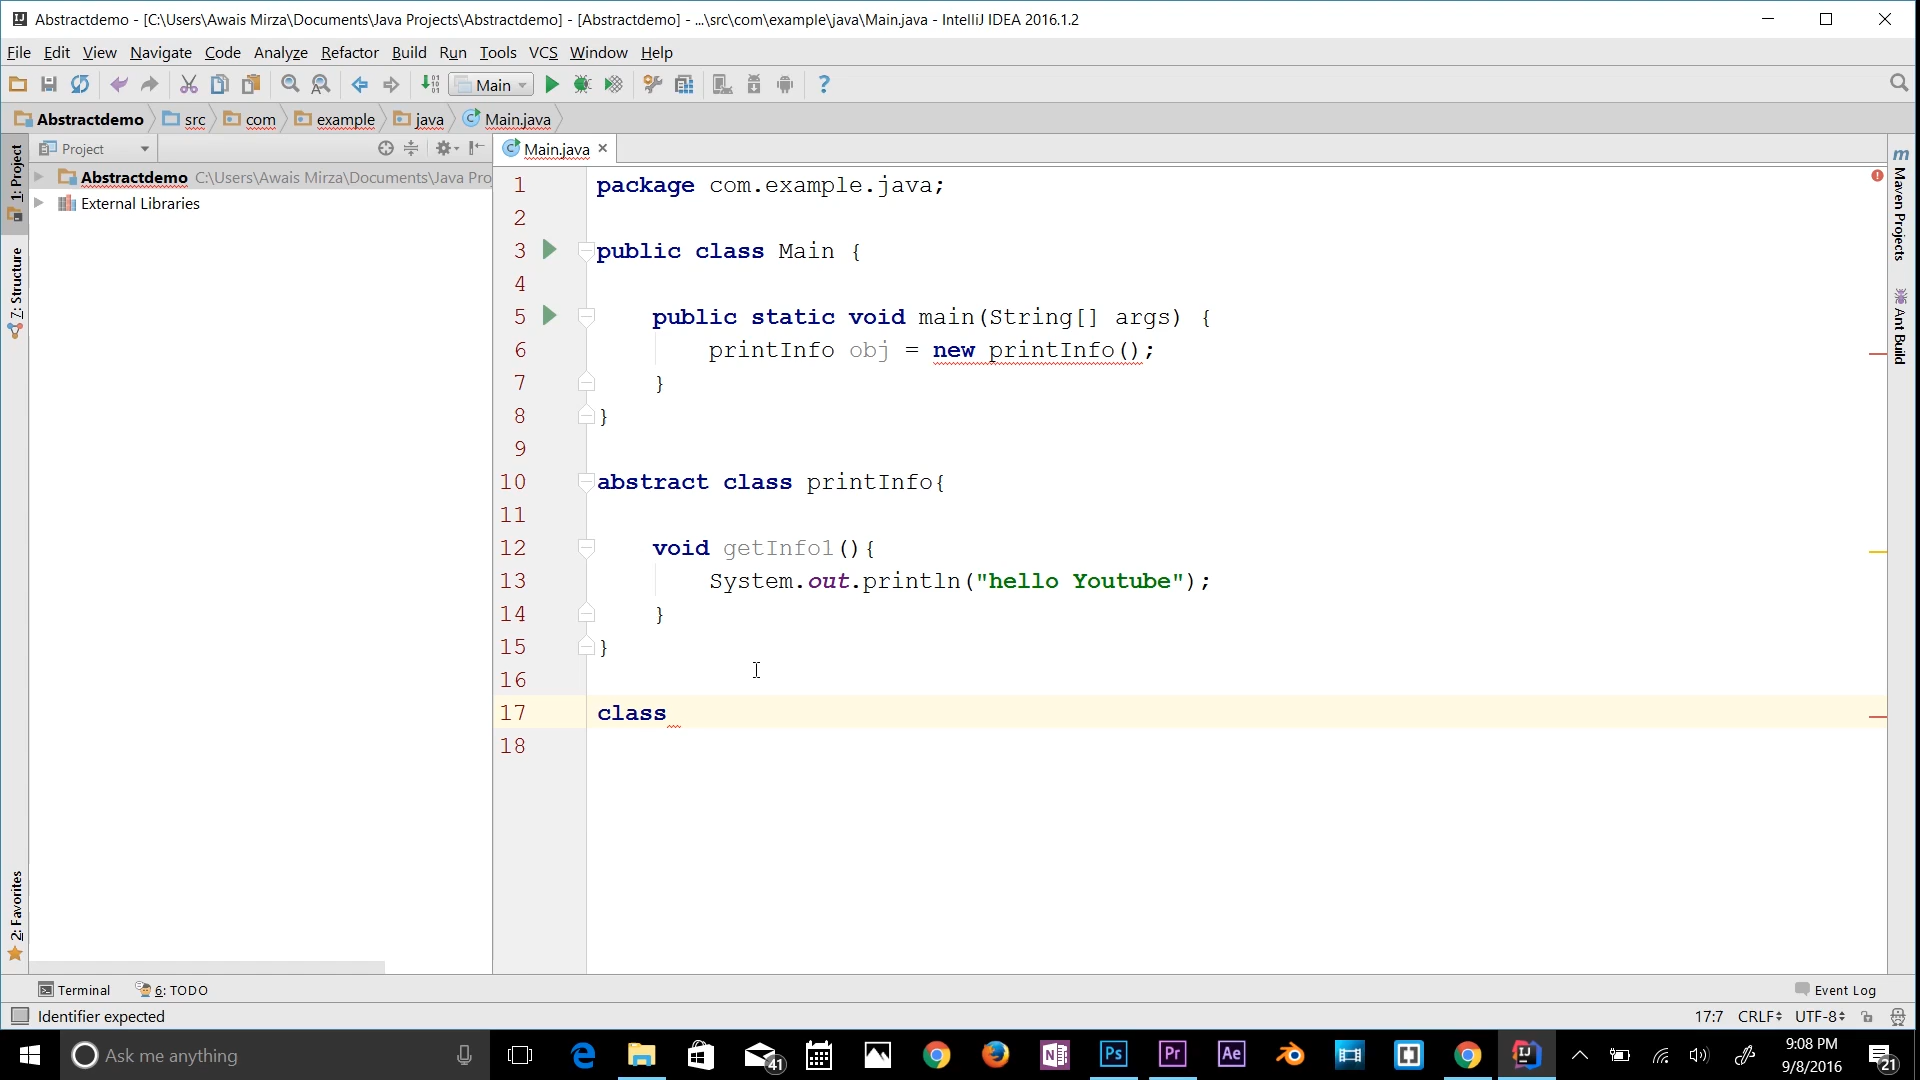 Abstractdemo - [C:\Users\Awais Mirza\Documents\Java Projects\Abstractdemo] - [Abstractdemo] - ...\src\com\example\java\Main.java - IntelliJ IDEA 2016.1.2
File Edit View Navigate Code Analyze Refactor Build Run Tools VCS Window Help
Main
Abstractdemo src com example java Main.java
1: Project
7: Structure
2: Favorites
Project
Abstractdemo C:\Users\Awais Mirza\Documents\Java Pro
External Libraries
Main.java
1 package com.example.java;
2
3 public class Main {
4
5 public static void main(String[] args) {
6 printInfo obj = new printInfo();
7 }
8 }
9
10 abstract class printInfo{
11
12 void getInfo1(){
13 System.out.println("hello Youtube");
14 }
15 }
16
17 class
18
Maven Projects
Ant Build
Terminal 6: TODO Event Log
Identifier expected 17:7 CRLF UTF-8
Ask me anything 41 Ps Pr Ae IJ 9:08 PM
9/8/2016 21